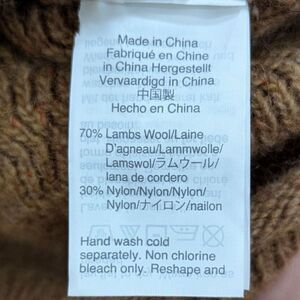 Made in China
Fabriqué en Chine
in China Hergestellt
Vervaardigd in China
中国製
Hecho en China
70% Lambs Wool/Laine
D'agneau/Lammwolle/
Lamswol/ラムウール/
lana de cordero
30% Nylon/Nylon/Nylon/
Nylon/ナイロン/nailon
Hand wash cold
separately. Non chlorine
bleach only. Reshape and